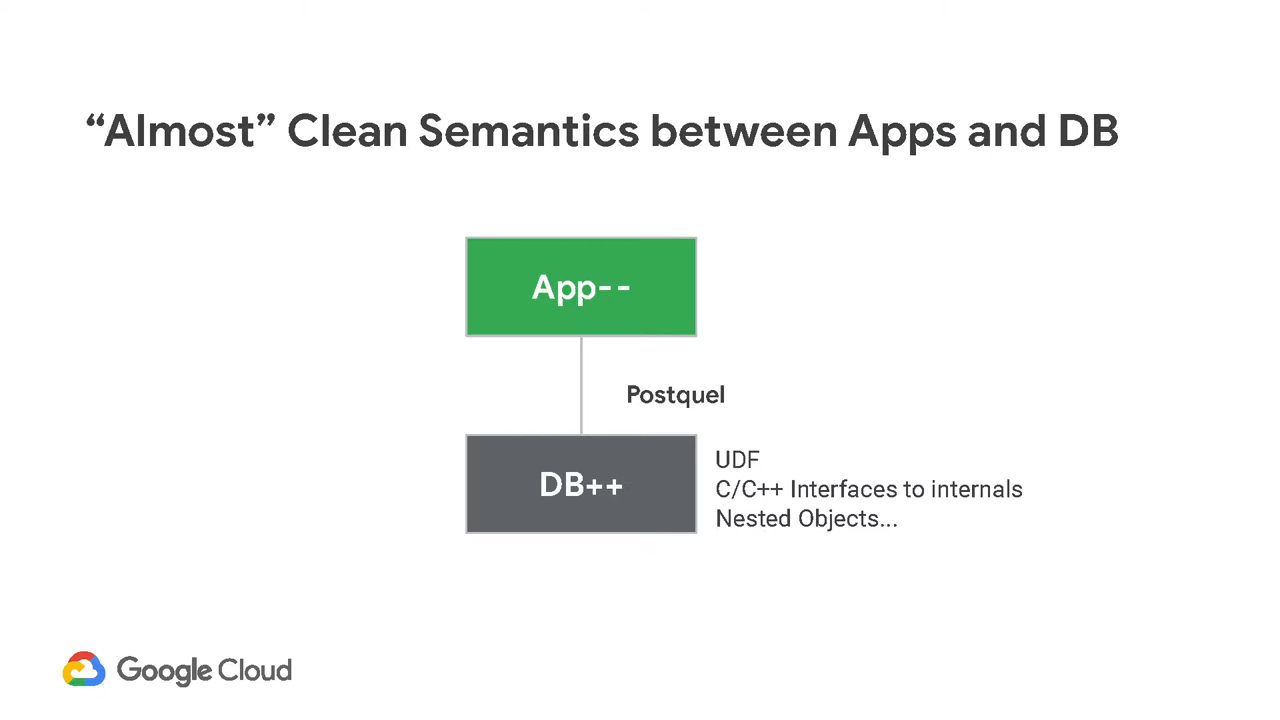 “Almost” Clean Semantics between Apps and DB
App--
Postquel
DB++
UDF
C/C++ Interfaces to internals
Nested Objects...
Google Cloud